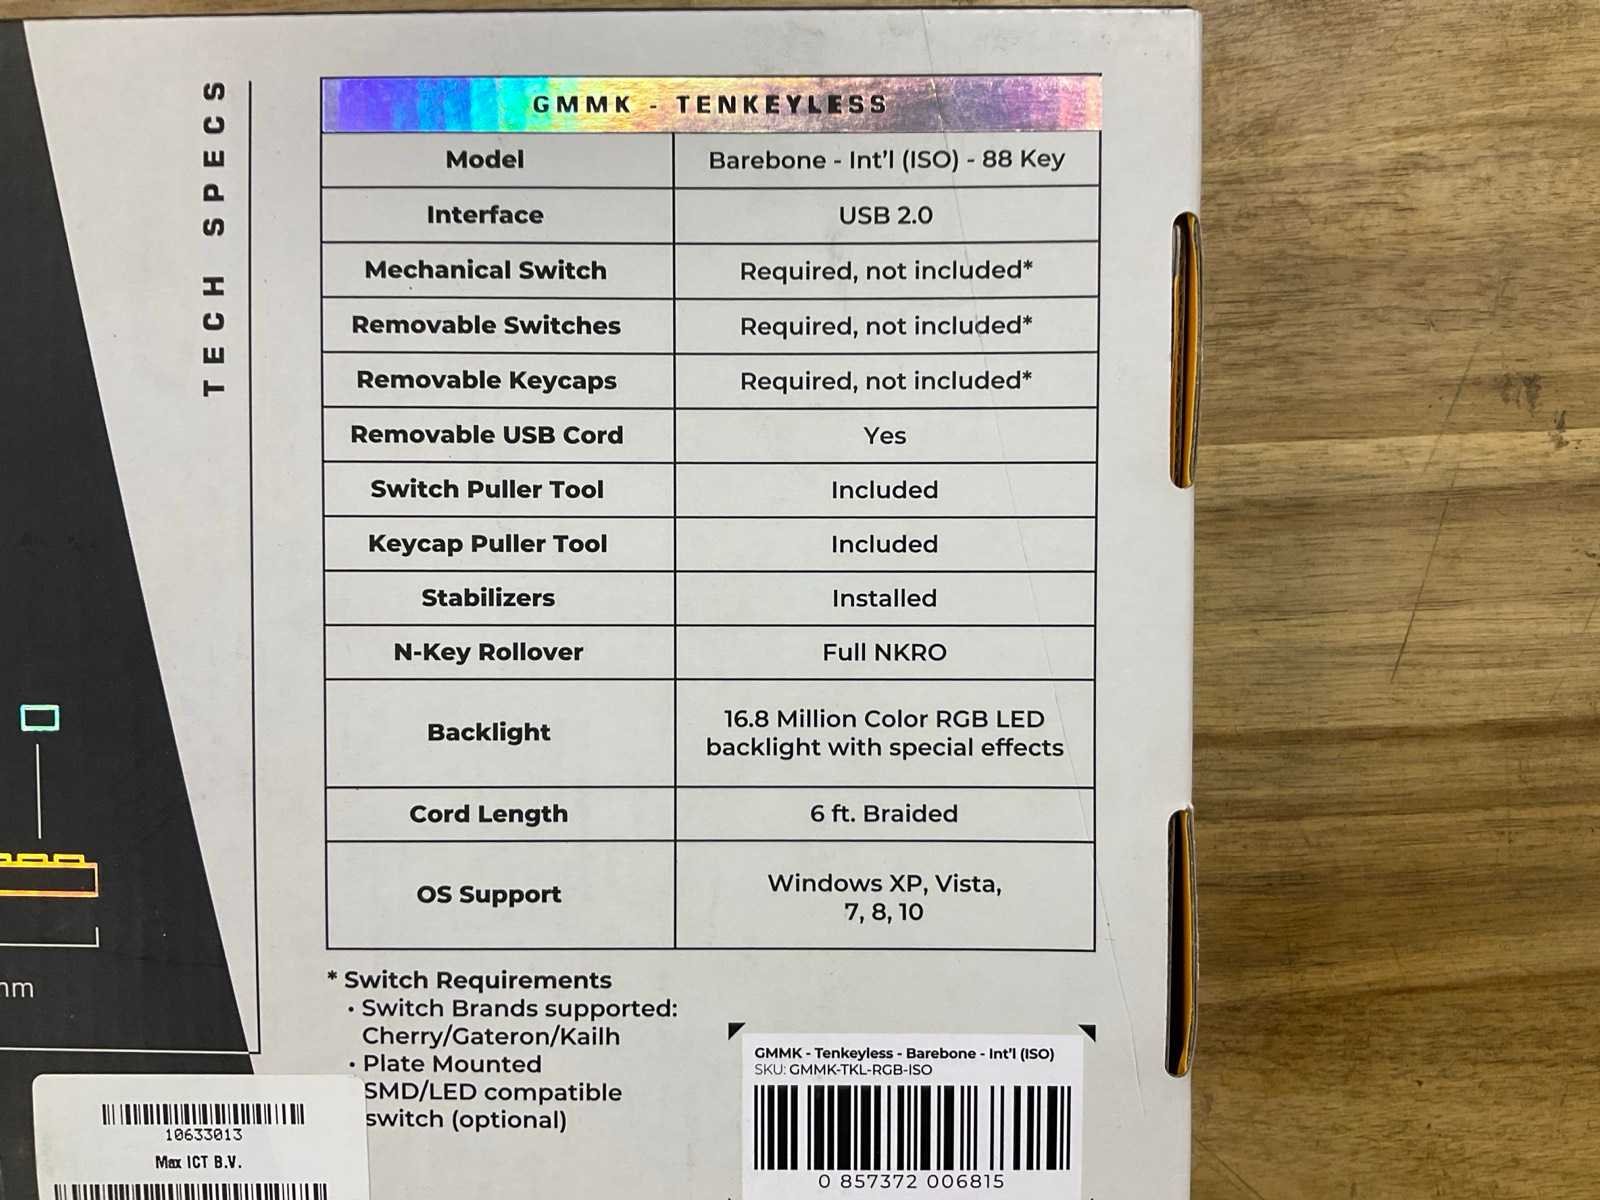 TECH SPECS
GMMK - TENKEYLESS
Model Barebone - Int'l (ISO) - 88 Key
Interface USB 2.0
Mechanical Switch Required, not included*
Removable Switches Required, not included*
Removable Keycaps Required, not included*
Removable USB Cord Yes
Switch Puller Tool Included
Keycap Puller Tool Included
Stabilizers Installed
N-Key Rollover Full NKRO
Backlight 16.8 Million Color RGB LED
backlight with special effects
Cord Length 6 ft. Braided
OS Support Windows XP, Vista,
7, 8, 10
* Switch Requirements
· Switch Brands supported:
Cherry/Gateron/Kailh
· Plate Mounted
SMD/LED compatible
switch (optional)
GMMK - Tenkeyless - Barebone - Int'l (ISO)
SKU: GMMK-TKL-RGB-ISO
0 857372 006815
10633013
Max ICT B.V.